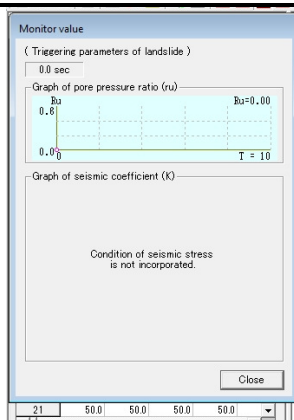 Monitor value
( Triggering parameters of landslide )
0.0 sec
Graph of pore pressure ratio (ru)
Ru Ru=0.00
0.6
0.0
0 T = 10
Graph of seismic coefficient (K)
Condition of seismic stress
is not incorporated.
Close
21 50.0 50.0 50.0 50.0